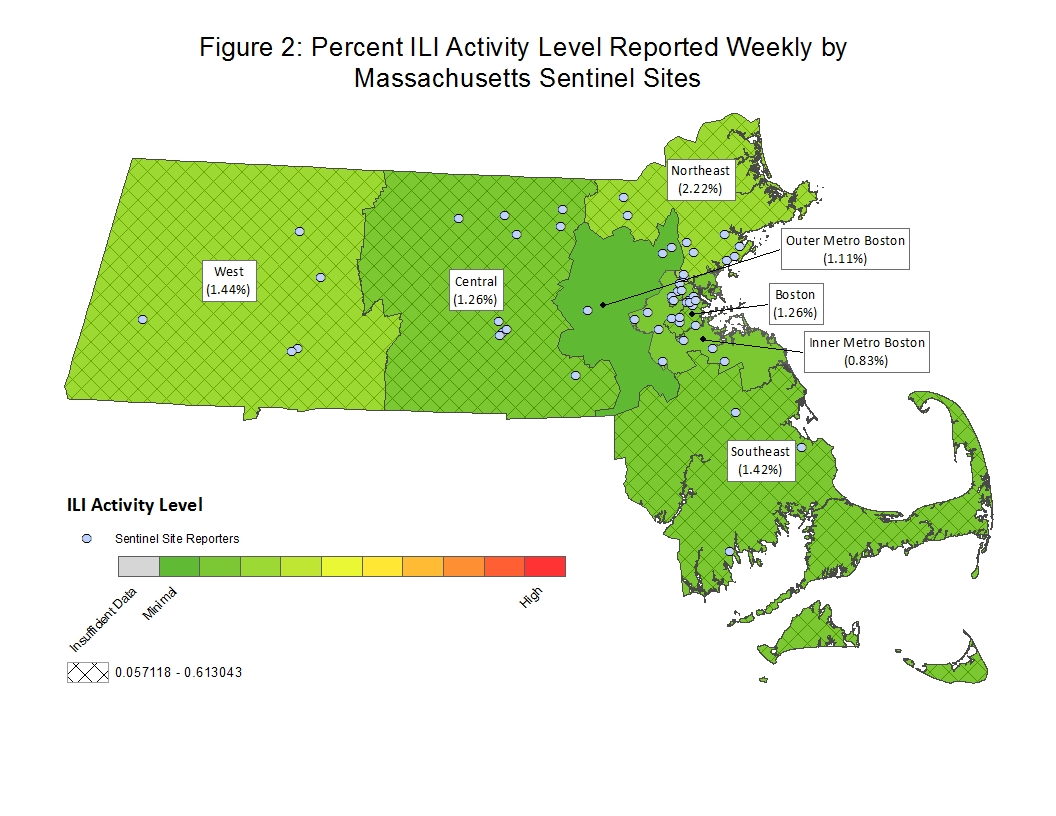 Figure 2: Percent ILI Activity Level Reported Weekly by
Massachusetts Sentinel Sites
Northeast
(2.22%)
Outer Metro Boston
(1.11%)
West
(1.44%)
Central
(1.26%)
Boston
(1.26%)
Inner Metro Boston
(0.83%)
Southeast
(1.42%)
ILI Activity Level
Sentinel Site Reporters
Insufficient Data
Minimal
High
0.057118 - 0.613043